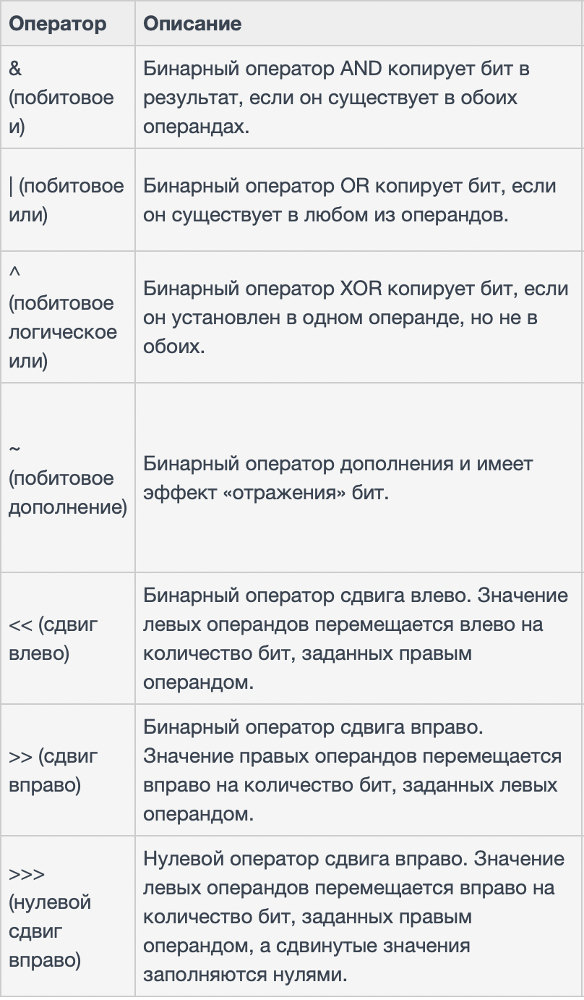 Оператор
Описание
&
(побитовое
и)
Бинарный оператор AND копирует бит в
результат, если он существует в обоих
операндах.
| (побитовое
или)
Бинарный оператор OR копирует бит, если
он существует в любом из операндов.
^
(побитовое
логическое
или)
Бинарный оператор XOR копирует бит, если
он установлен в одном операнде, но не в
обоих.
~
(побитовое
дополнение)
Бинарный оператор дополнения и имеет
эффект «отражения» бит.
<< (сдвиг
влево)
Бинарный оператор сдвига влево. Значение
левых операндов перемещается влево на
количество бит, заданных правым
операндом.
>> (сдвиг
вправо)
Бинарный оператор сдвига вправо.
Значение правых операндов перемещается
вправо на количество бит, заданных левых
операндом.
>>>
(нулевой
сдвиг
вправо)
Нулевой оператор сдвига вправо. Значение
левых операндов перемещается вправо на
количество бит, заданных правым
операндом, а сдвинутые значения
заполняются нулями.